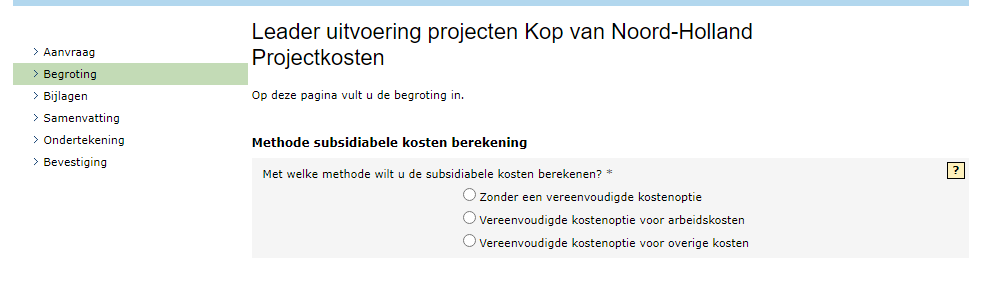 Leader uitvoering projecten Kop van Noord-Holland
Projectkosten
> Aanvraag
> Begroting
> Bijlagen
> Samenvatting
> Ondertekening
> Bevestiging
Op deze pagina vult u de begroting in.
Methode subsidiabele kosten berekening
Met welke methode wilt u de subsidiabele kosten berekenen? *
?
Zonder een vereenvoudigde kostenoptie
Vereenvoudigde kostenoptie voor arbeidskosten
Vereenvoudigde kostenoptie voor overige kosten